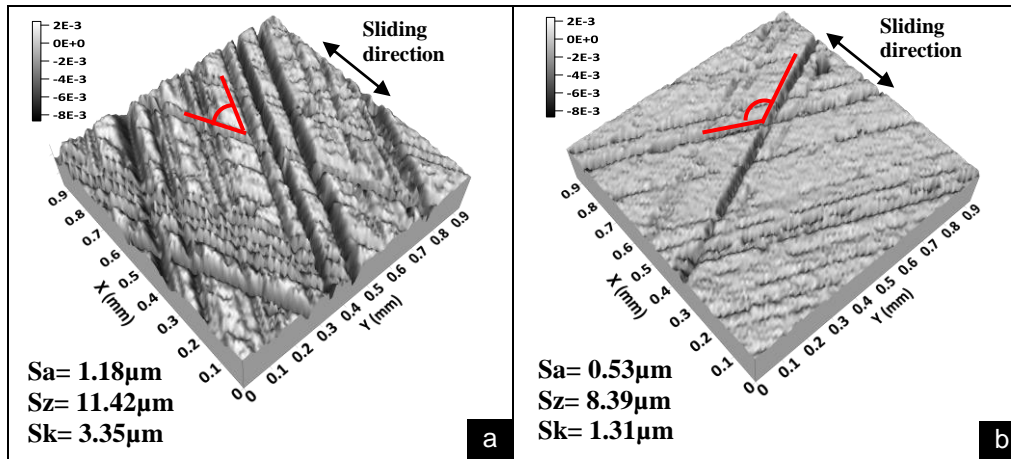 2E-3
0E+0
-2E-3
-4E-3
-6E-3
-8E-3
Sliding
direction
0.9
0.8
0.7
0.6
0.5
0.4
0.3
0.2
0.1
0
X (mm)
0
0.1
0.2
0.3
0.4
0.5
0.6
0.7
0.8
0.9
Y (mm)
Sa= 1.18µm
Sz= 11.42µm
Sk= 3.35µm
a
2E-3
0E+0
-2E-3
-4E-3
-6E-3
-8E-3
Sliding
direction
0.9
0.8
0.7
0.6
0.5
0.4
0.3
0.2
0.1
0
X (mm)
0
0.1
0.2
0.3
0.4
0.5
0.6
0.7
0.8
0.9
Y (mm)
Sa= 0.53µm
Sz= 8.39µm
Sk= 1.31µm
b